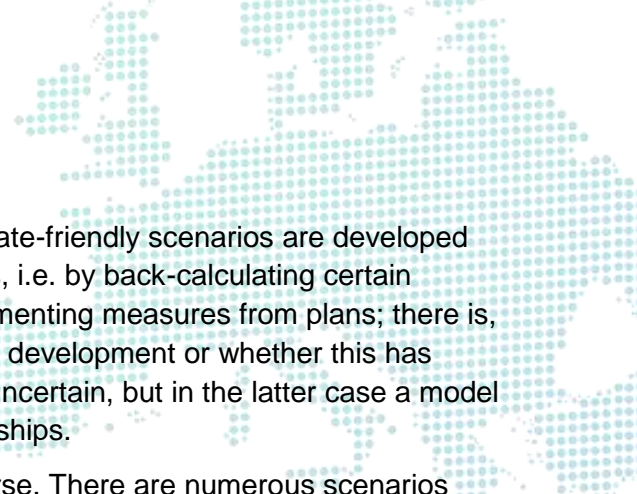 ate-friendly scenarios are developed
, i.e. by back-calculating certain
menting measures from plans; there is,
development or whether this has
ncertain, but in the latter case a model
ships.
rse. There are numerous scenarios